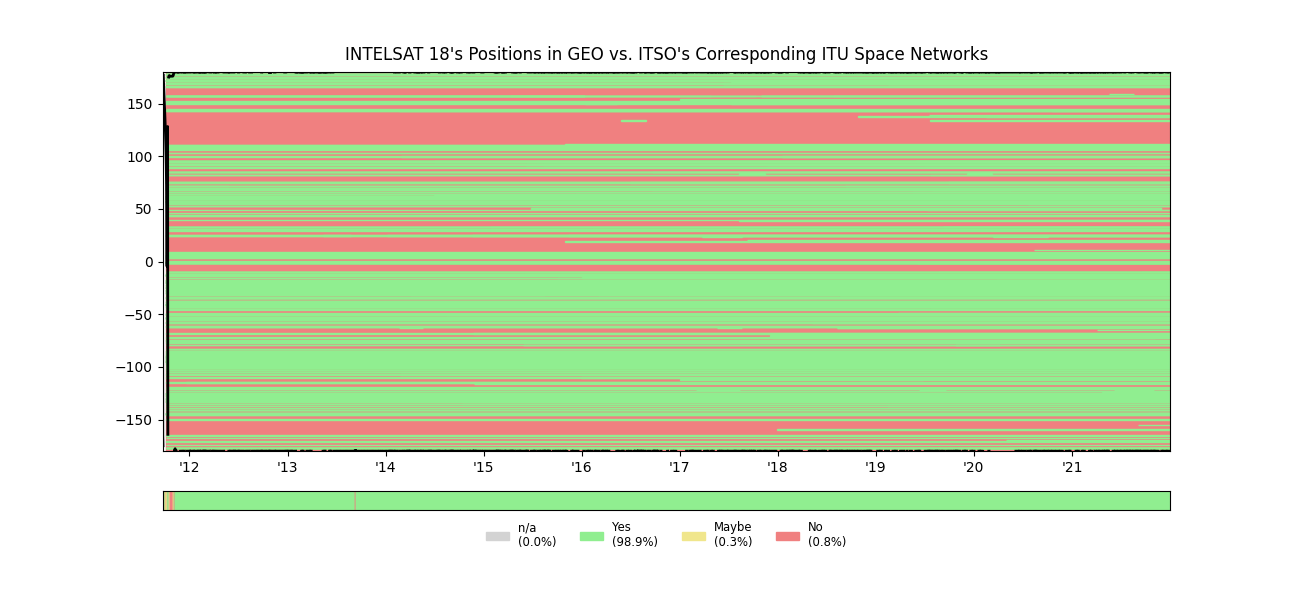 INTELSAT 18's Positions in GEO vs. ITSO's Corresponding ITU Space Networks
150
100
50
0
−50
−100
−150
'12 '13 '14 '15 '16 '17 '18 '19 '20 '21
n/a Yes Maybe No
(0.0%) (98.9%) (0.3%) (0.8%)